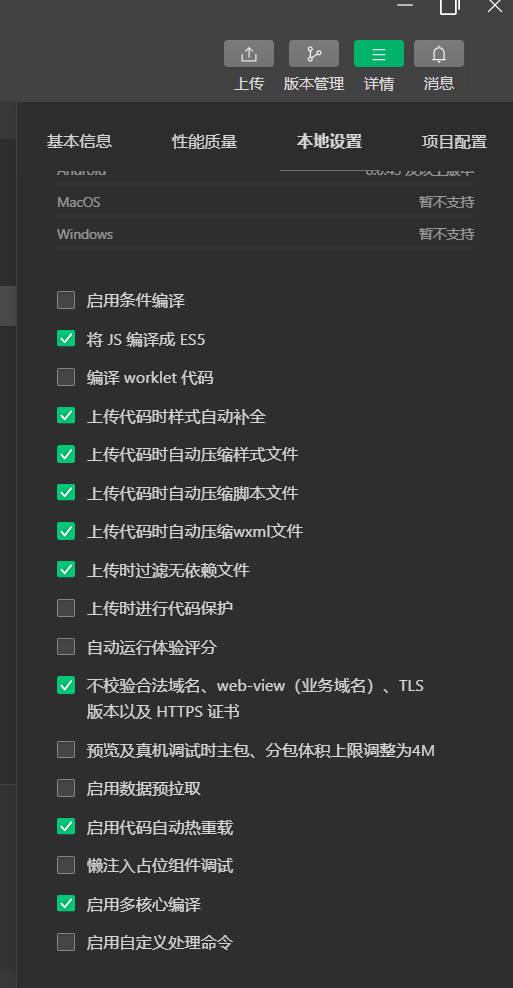 上传 版本管理 详情 消息
基本信息 性能质量 本地设置 项目配置
Android 8.0.45 及以上版本
MacOS 暂不支持
Windows 暂不支持
启用条件编译
将 JS 编译成 ES5
编译 worklet 代码
上传代码时样式自动补全
上传代码时自动压缩样式文件
上传代码时自动压缩脚本文件
上传代码时自动压缩wxml文件
上传时过滤无依赖文件
上传时进行代码保护
自动运行体验评分
不校验合法域名、web-view（业务域名）、TLS
版本以及 HTTPS 证书
预览及真机调试时主包、分包体积上限调整为4M
启用数据预拉取
启用代码自动热重载
懒注入占位组件调试
启用多核心编译
启用自定义处理命令